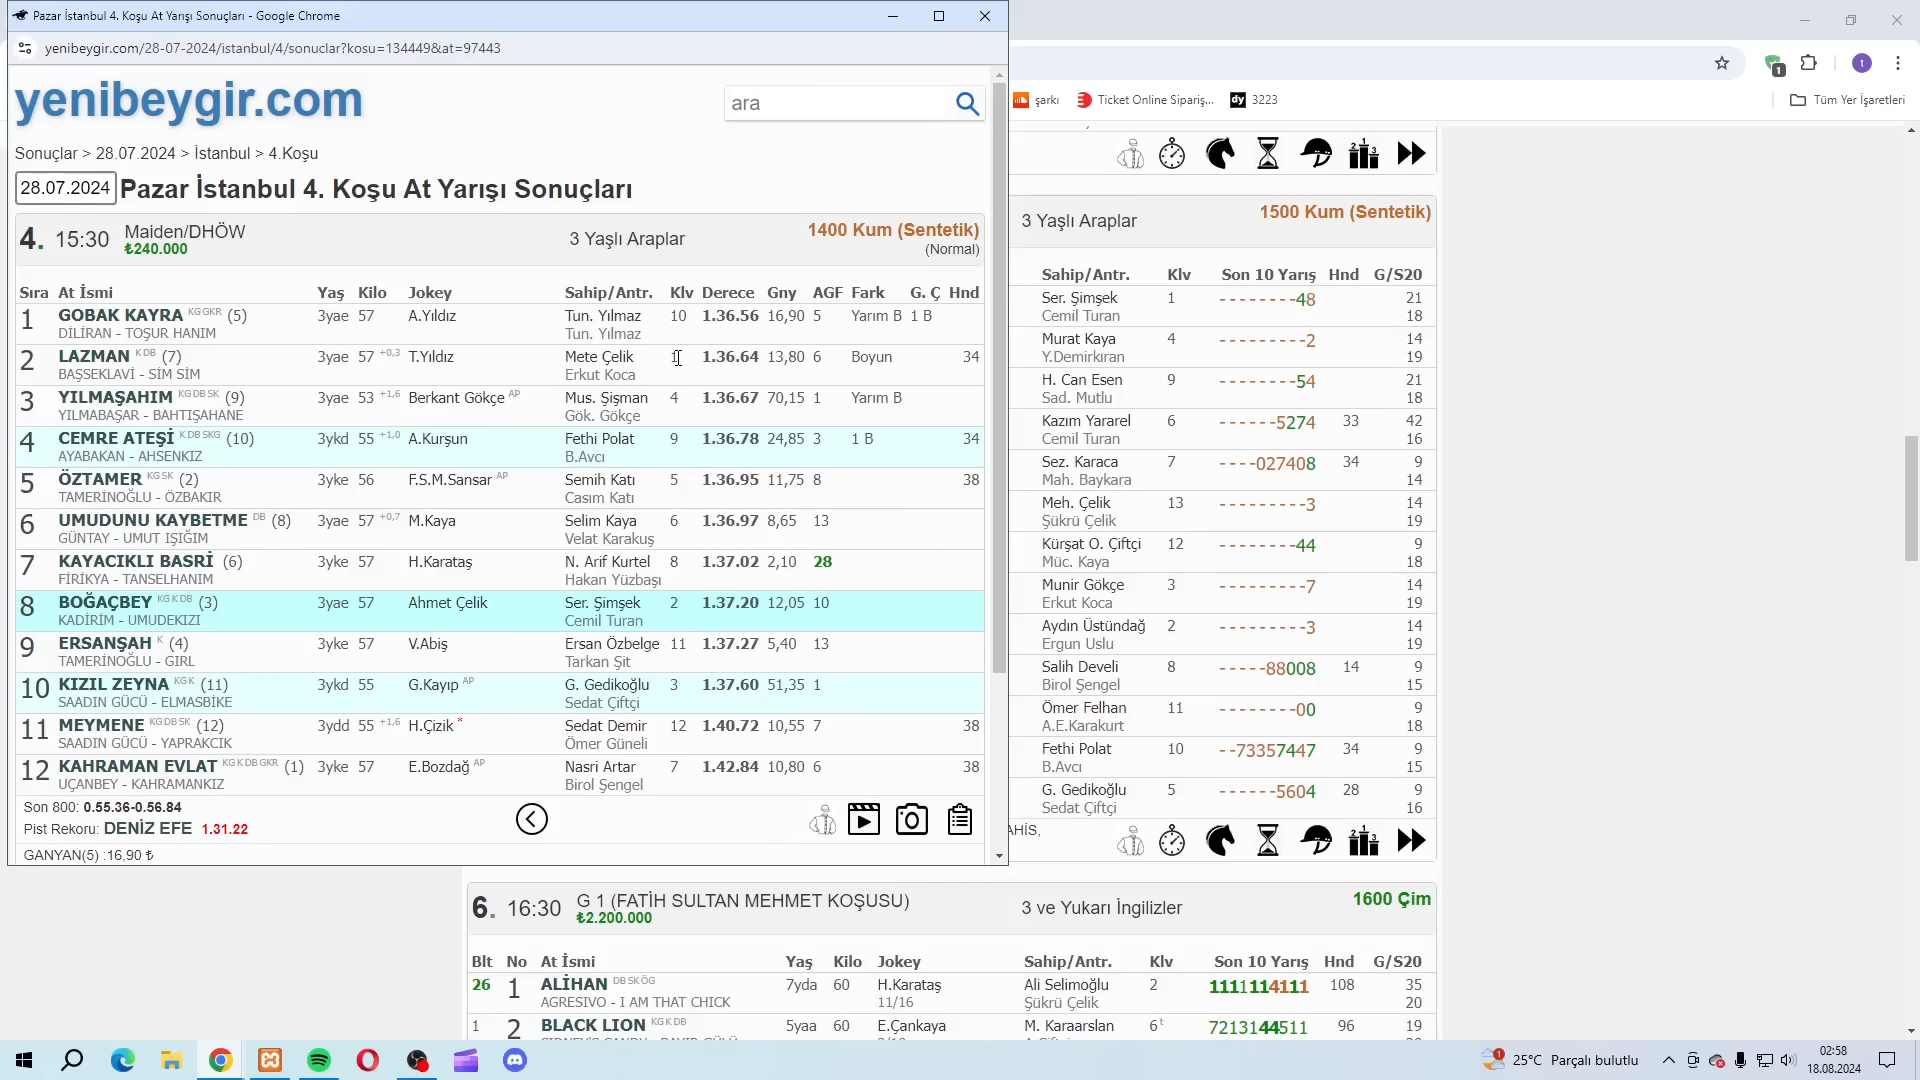 Pazar İstanbul 4. Koşu At Yarışı Sonuçları - Google Chrome
yenibeygir.com/28-07-2024/istanbul/4/sonuclar?kosu=134449&at=97443
yenibeygir.com
ara
Sonuçlar > 28.07.2024 > İstanbul > 4.Koşu
28.07.2024 Pazar İstanbul 4. Koşu At Yarışı Sonuçları
4. 15:30 Maiden/DHÖW 3 Yaşlı Araplar 1400 Kum (Sentetik)
₺240.000 (Normal)
Sıra At İsmi Yaş Kilo Jokey Sahip/Antr. Klv Derece Gny AGF Fark G. Ç Hnd
1 GOBAK KAYRA KG GKR (5) 3yae 57 A.Yıldız Tun. Yılmaz 10 1.36.56 16,90 5 Yarım B 1 B
DİLİRAN - TOŞUR HANIM Tun. Yılmaz
2 LAZMAN K DB (7) 3yae 57 +0,3 T.Yıldız Mete Çelik 1.36.64 13,80 6 Boyun 34
BAŞSEKLAVİ - SİM SİM Erkut Koca
3 YILMAŞAHIM KG DB SK (9) 3yae 53 +1,6 Berkant Gökçe AP Mus. Şişman 4 1.36.67 70,15 1 Yarım B
YILMABAŞAR - BAHTIŞAHANE Gök. Gökçe
4 CEMRE ATEŞİ K DB SKG (10) 3ykd 55 +1,0 A.Kurşun Fethi Polat 9 1.36.78 24,85 3 1 B 34
AYABAKAN - AHSENKIZ B.Avcı
5 ÖZTAMER KG SK (2) 3yke 56 F.S.M.Sansar AP Semih Katı 5 1.36.95 11,75 8 38
TAMERİNOĞLU - ÖZBAKIR Casım Katı
6 UMUDUNU KAYBETME DB (8) 3yae 57 +0,7 M.Kaya Selim Kaya 6 1.36.97 8,65 13
GÜNTAY - UMUT IŞIĞIM Velat Karakuş
7 KAYACIKLI BASRİ (6) 3yke 57 H.Karataş N. Arif Kurtel 8 1.37.02 2,10 28
FİRİKYA - TANSELHANIM Hakan Yüzbaşı
8 BOĞAÇBEY KG K DB (3) 3yae 57 Ahmet Çelik Ser. Şimşek 2 1.37.20 12,05 10
KADİRİM - UMUDEKIZI Cemil Turan
9 ERSANŞAH K (4) 3yke 57 V.Abiş Ersan Özbelge 11 1.37.27 5,40 13
TAMERİNOĞLU - GIRL Tarkan Şit
10 KIZIL ZEYNA KG K (11) 3ykd 55 G.Kayıp AP G. Gedikoğlu 3 1.37.60 51,35 1
SAADIN GÜCÜ - ELMASBİKE Sedat Çiftçi
11 MEYMENE KG DB SK (12) 3ydd 55 +1,6 H.Çizik * Sedat Demir 12 1.40.72 10,55 7 38
SAADIN GÜCÜ - YAPRAKCIK Ömer Güneli
12 KAHRAMAN EVLAT KG K DB GKR (1) 3yke 57 E.Bozdağ AP Nasri Artar 7 1.42.84 10,80 6 38
UÇANBEY - KAHRAMANKIZ Birol Şengel
Son 800: 0.55.36-0.56.84
Pist Rekoru: DENİZ EFE 1.31.22
GANYAN(5) :16,90 ₺
1
t
şarkı Ticket Online Sipariş... dy 3223 Tüm Yer İşaretleri
3 Yaşlı Araplar 1500 Kum (Sentetik)
Sahip/Antr. Klv Son 10 Yarış Hnd G/S20
Ser. Şimşek 1 --------48 21
Cemil Turan 18
Murat Kaya 4 ---------2 14
Y.Demirkıran 19
H. Can Esen 9 --------54 21
Sad. Mutlu 18
Kazım Yararel 6 ------5274 33 42
Cemil Turan 16
Sez. Karaca 7 ----027408 34 9
Mah. Baykara 14
Meh. Çelik 13 ---------3 14
Şükrü Çelik 19
Kürşat O. Çiftçi 12 --------44 9
Müc. Kaya 18
Munir Gökçe 3 ---------7 14
Erkut Koca 19
Aydın Üstündağ 2 ---------3 14
Ergun Uslu 19
Salih Develi 8 -----88008 14 9
Birol Şengel 15
Ömer Felhan 11 --------00 9
A.E.Karakurt 18
Fethi Polat 10 --73357447 34 9
B.Avcı 15
G. Gedikoğlu 5 ------5604 28 9
Sedat Çiftçi 16
AHİS,
6. 16:30 G 1 (FATİH SULTAN MEHMET KOŞUSU) 3 ve Yukarı İngilizler 1600 Çim
₺2.200.000
Blt No At İsmi Yaş Kilo Jokey Sahip/Antr. Klv Son 10 Yarış Hnd G/S20
26 1 ALİHAN DB SK ÖG 7yda 60 H.Karataş Ali Selimoğlu 2 1111114111 108 35
AGRESIVO - I AM THAT CHICK 11/16 Şükrü Çelik 20
1 2 BLACK LION KG K DB 5yaa 60 E.Çankaya M. Karaarslan 6 t 7213144511 96 19
25°C Parçalı bulutlu
02:58
18.08.2024